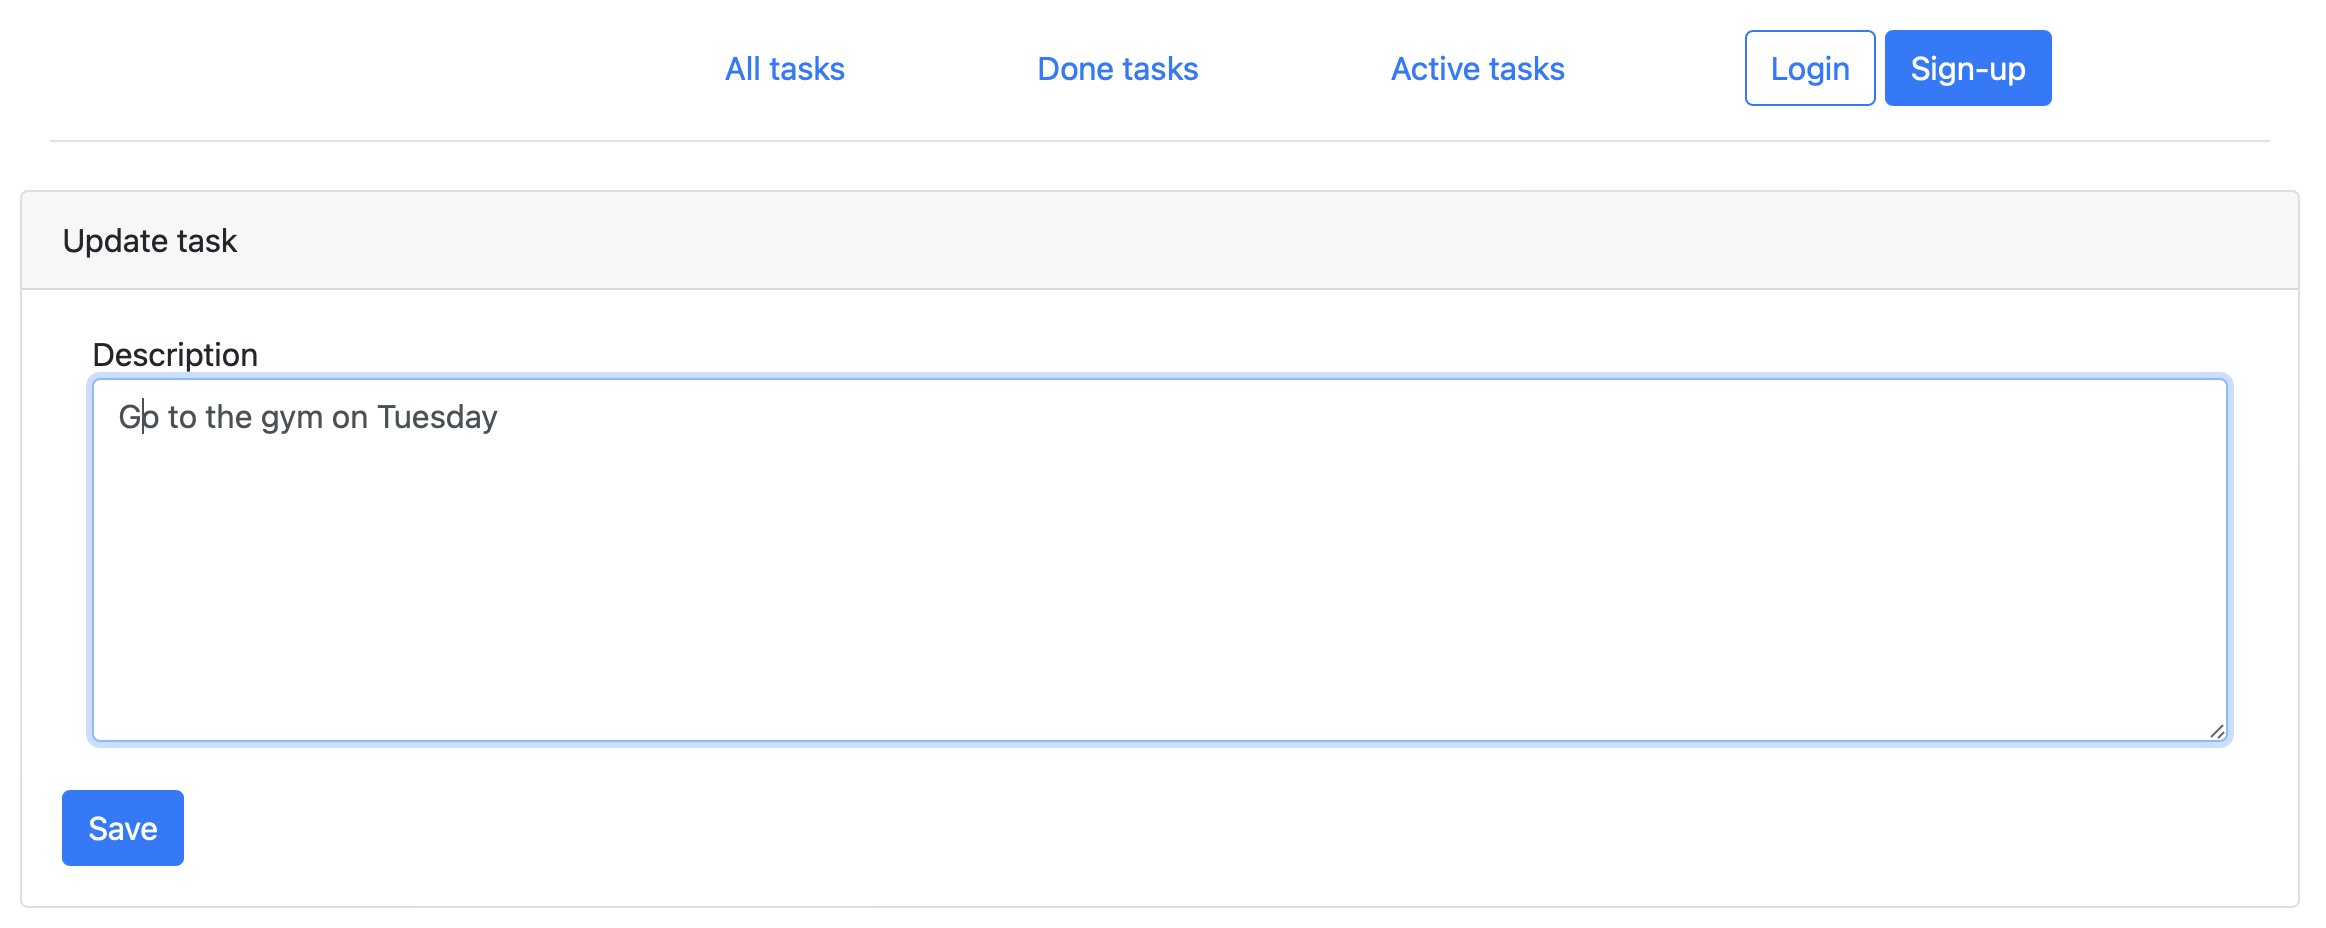 All tasks Done tasks Active tasks Login Sign-up
Update task
Description
Go to the gym on Tuesday
Save